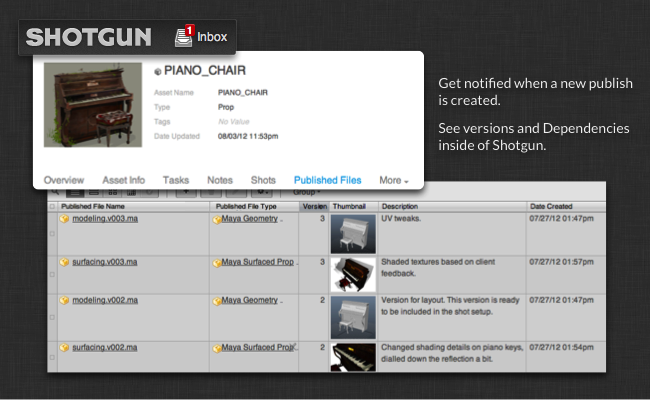 SHOTGUN
1
Inbox
PIANO_CHAIR
Asset Name PIANO_CHAIR
Type Prop
Tags No Value
Date Updated 08/03/12 11:53pm
Overview Asset Info Tasks Notes Shots Published Files More
Get notified when a new publish
is created.
See versions and Dependencies
inside of Shotgun.
Group
Published File Name Published File Type Version Thumbnail Description Date Created
modeling.v003.ma Maya Geometry 3 UV tweaks. 07/27/12 01:47pm
surfacing.v003.ma Maya Surfaced Prop 3 Shaded textures based on client 07/27/12 01:57pm
feedback.
modeling.v002.ma Maya Geometry 2 Version for layout. This version is ready 07/27/12 01:47pm
to be included in the shot setup.
surfacing.v002.ma Maya Surfaced Prop 2 Changed shading details on piano keys, 07/27/12 01:54pm
dialled down the reflection a bit.